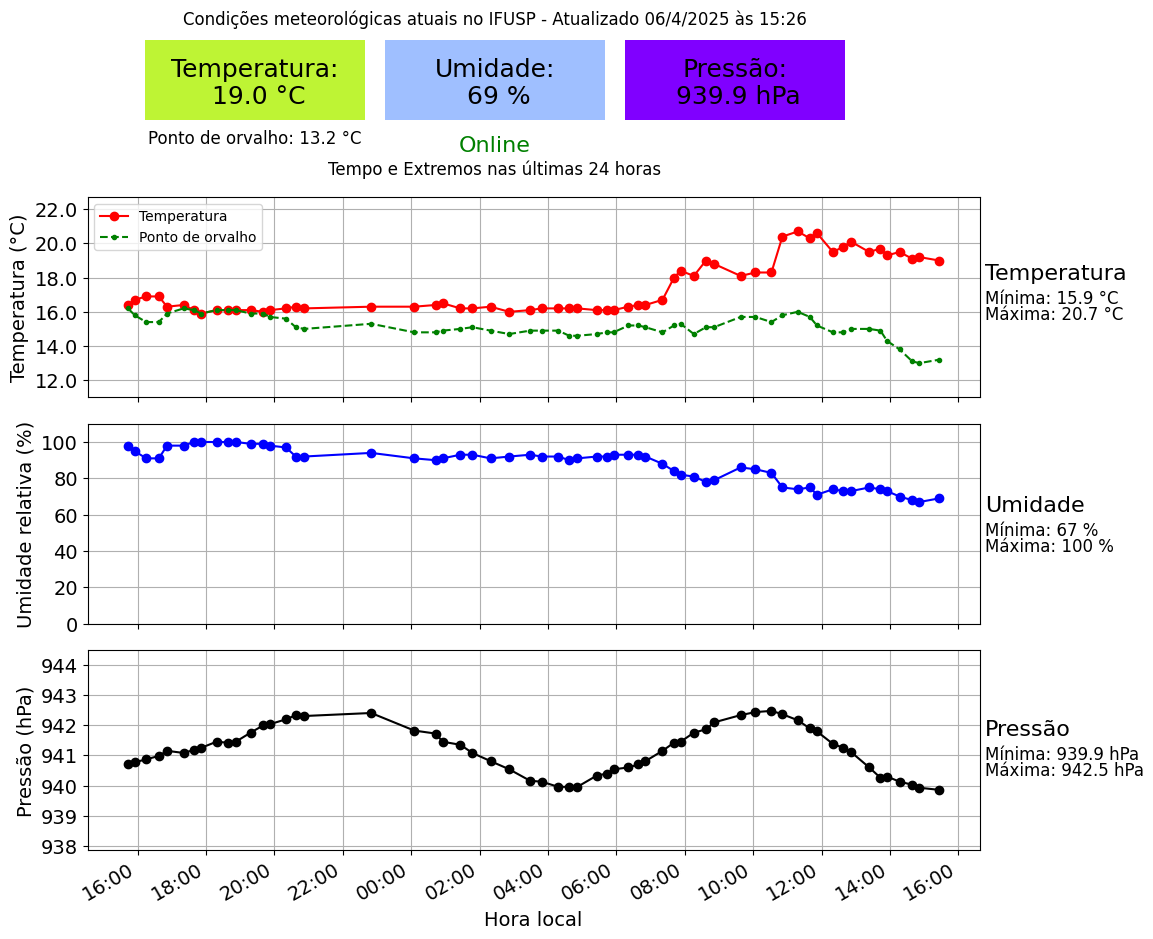 Condições meteorológicas atuais no IFUSP - Atualizado 06/4/2025 às 15:26
Temperatura:
19.0 °C
Umidade:
69 %
Pressão:
939.9 hPa
Ponto de orvalho: 13.2 °C
Online
Tempo e Extremos nas últimas 24 horas
Temperatura (°C)
22.0
20.0
18.0
16.0
14.0
12.0
Temperatura
Ponto de orvalho
Temperatura
Mínima: 15.9 °C
Máxima: 20.7 °C
Umidade relativa (%)
100
80
60
40
20
0
Umidade
Mínima: 67 %
Máxima: 100 %
Pressão (hPa)
944
943
942
941
940
939
938
Pressão
Mínima: 939.9 hPa
Máxima: 942.5 hPa
16:00 18:00 20:00 22:00 00:00 02:00 04:00 06:00 08:00 10:00 12:00 14:00 16:00
Hora local